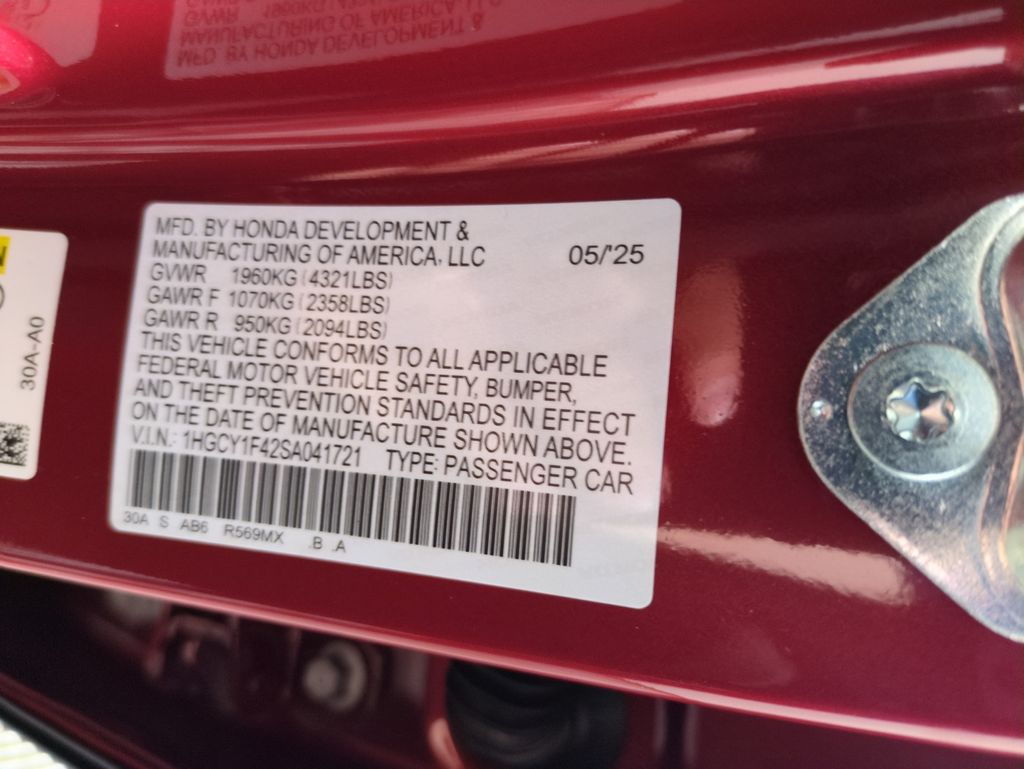 MFD. BY HONDA DEVELOPMENT &
MANUFACTURING OF AMERICA, LLC 05/'25
GVWR 1960KG (4321LBS)
GAWR F 1070KG (2358LBS)
GAWR R 950KG (2094LBS)
THIS VEHICLE CONFORMS TO ALL APPLICABLE
FEDERAL MOTOR VEHICLE SAFETY, BUMPER,
AND THEFT PREVENTION STANDARDS IN EFFECT
ON THE DATE OF MANUFACTURE SHOWN ABOVE.
V.I.N.: 1HGCY1F42SA041721 TYPE: PASSENGER CAR
30A S AB6 R569MX .B .A
30A-A0